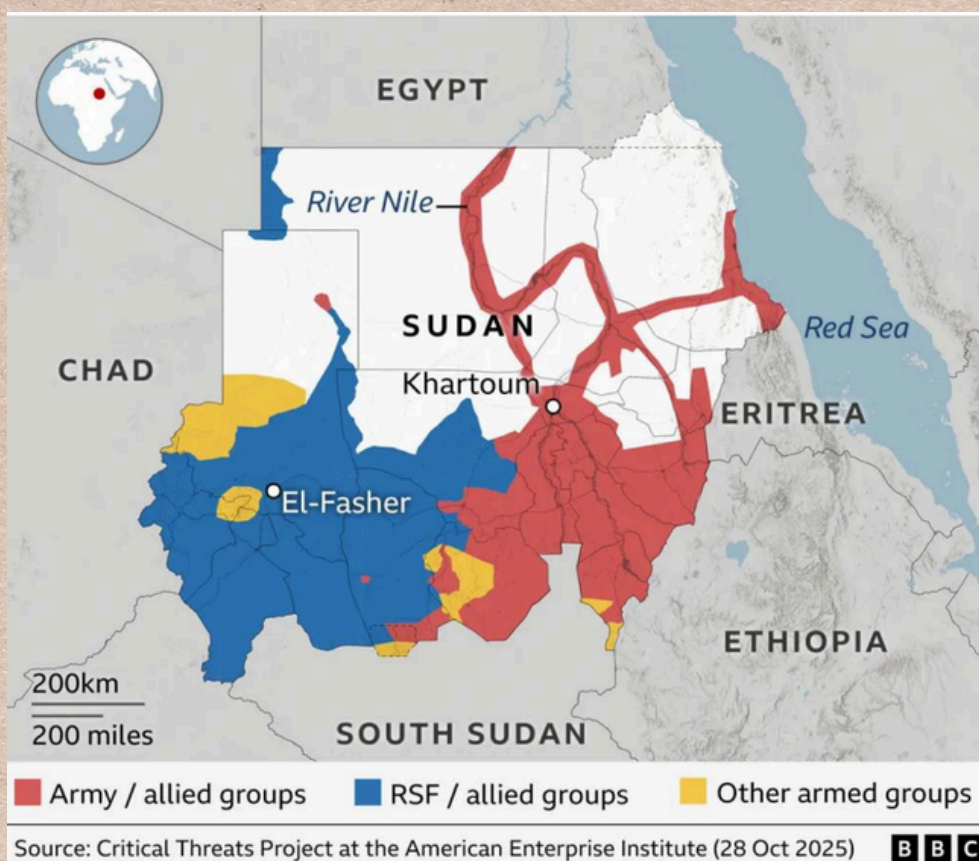 EGYPT
River Nile
SUDAN
Red Sea
CHAD
Khartoum
ERITREA
El-Fasher
ETHIOPIA
200km
200 miles
SOUTH SUDAN
Army / allied groups
RSF / allied groups
Other armed groups
Source: Critical Threats Project at the American Enterprise Institute (28 Oct 2025)
BBC